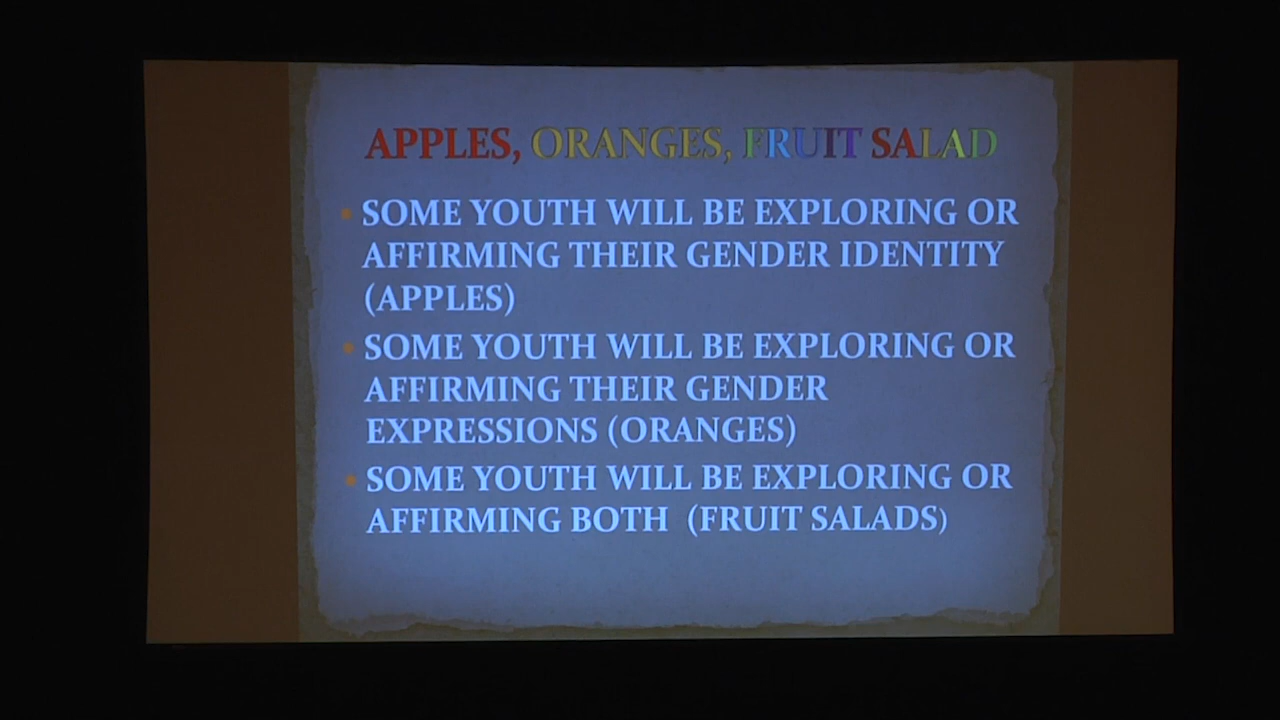 APPLES, ORANGES, FRUIT SALAD
• SOME YOUTH WILL BE EXPLORING OR
AFFIRMING THEIR GENDER IDENTITY
(APPLES)
• SOME YOUTH WILL BE EXPLORING OR
AFFIRMING THEIR GENDER
EXPRESSIONS (ORANGES)
• SOME YOUTH WILL BE EXPLORING OR
AFFIRMING BOTH (FRUIT SALADS)